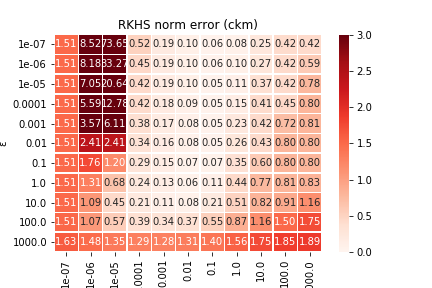 RKHS norm error (ckm)
1e-07 1.51 8.52 73.65 0.52 0.19 0.10 0.06 0.08 0.25 0.42 0.42
1e-06 1.51 8.18 33.27 0.45 0.19 0.10 0.06 0.10 0.27 0.42 0.59
1e-05 1.51 7.05 20.64 0.42 0.19 0.10 0.05 0.11 0.37 0.42 0.78
0.0001 1.51 5.59 12.78 0.42 0.18 0.09 0.05 0.15 0.41 0.45 0.80
0.001 1.51 3.57 6.11 0.38 0.17 0.08 0.05 0.23 0.42 0.72 0.81
0.01 1.51 2.41 2.41 0.34 0.16 0.08 0.05 0.26 0.43 0.80 0.80
0.1 1.51 1.76 1.20 0.29 0.15 0.07 0.07 0.35 0.60 0.80 0.80
1.0 1.51 1.31 0.68 0.24 0.13 0.06 0.11 0.44 0.77 0.81 0.83
10.0 1.51 1.09 0.45 0.21 0.11 0.08 0.21 0.51 0.82 0.91 1.16
100.0 1.51 1.07 0.57 0.39 0.34 0.37 0.55 0.87 1.16 1.50 1.75
1000.0 1.63 1.48 1.35 1.29 1.28 1.31 1.40 1.56 1.75 1.85 1.89
1e-07 1e-06 1e-05 0001 0.001 0.01 0.1 1.0 10.0 100.0 000.0
3.0
2.5
2.0
1.5
1.0
0.5
0.0